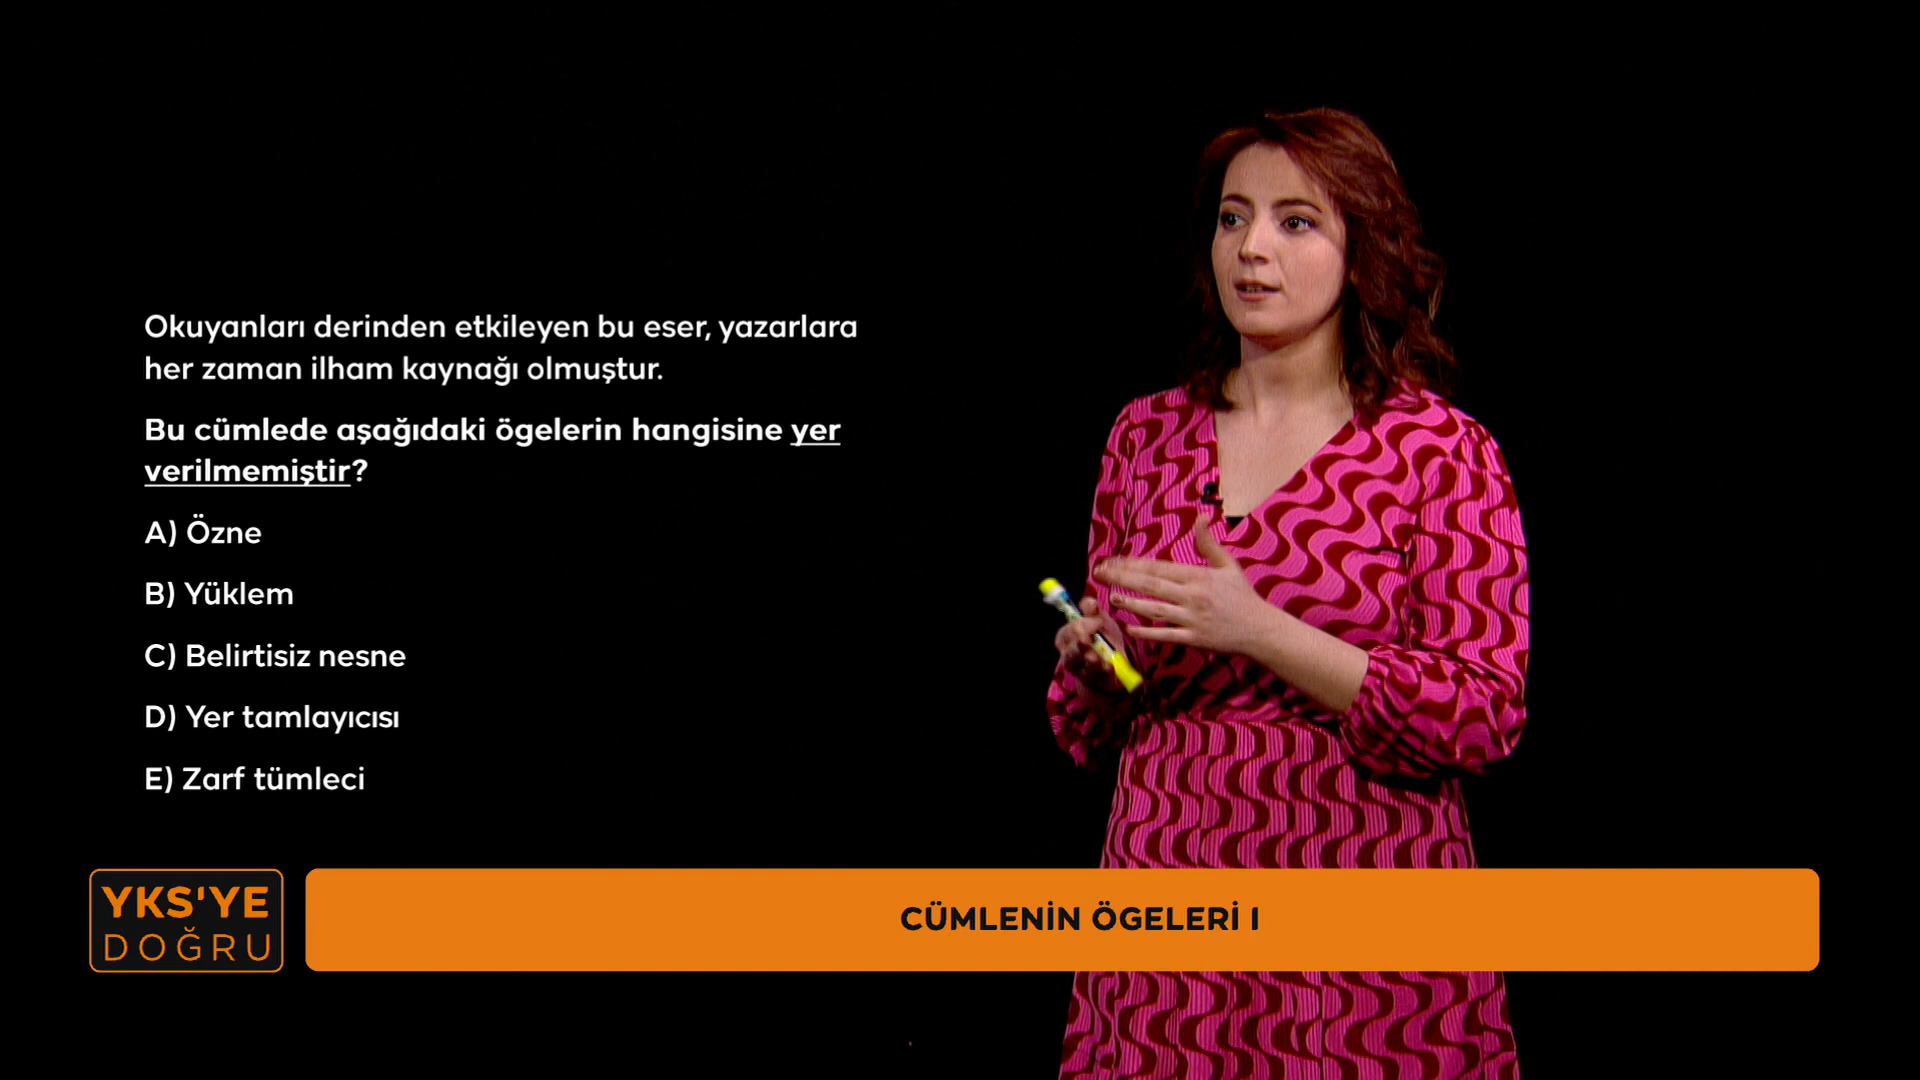 Okuyanları derinden etkileyen bu eser, yazarlara
her zaman ilham kaynağı olmuştur.
Bu cümlede aşağıdaki ögelerin hangisine yer
verilmemiştir?
A) Özne
B) Yüklem
C) Belirtisiz nesne
D) Yer tamlayıcısı
E) Zarf tümleci
YKS'YE
DOĞRU
CÜMLENİN ÖGELERİ I